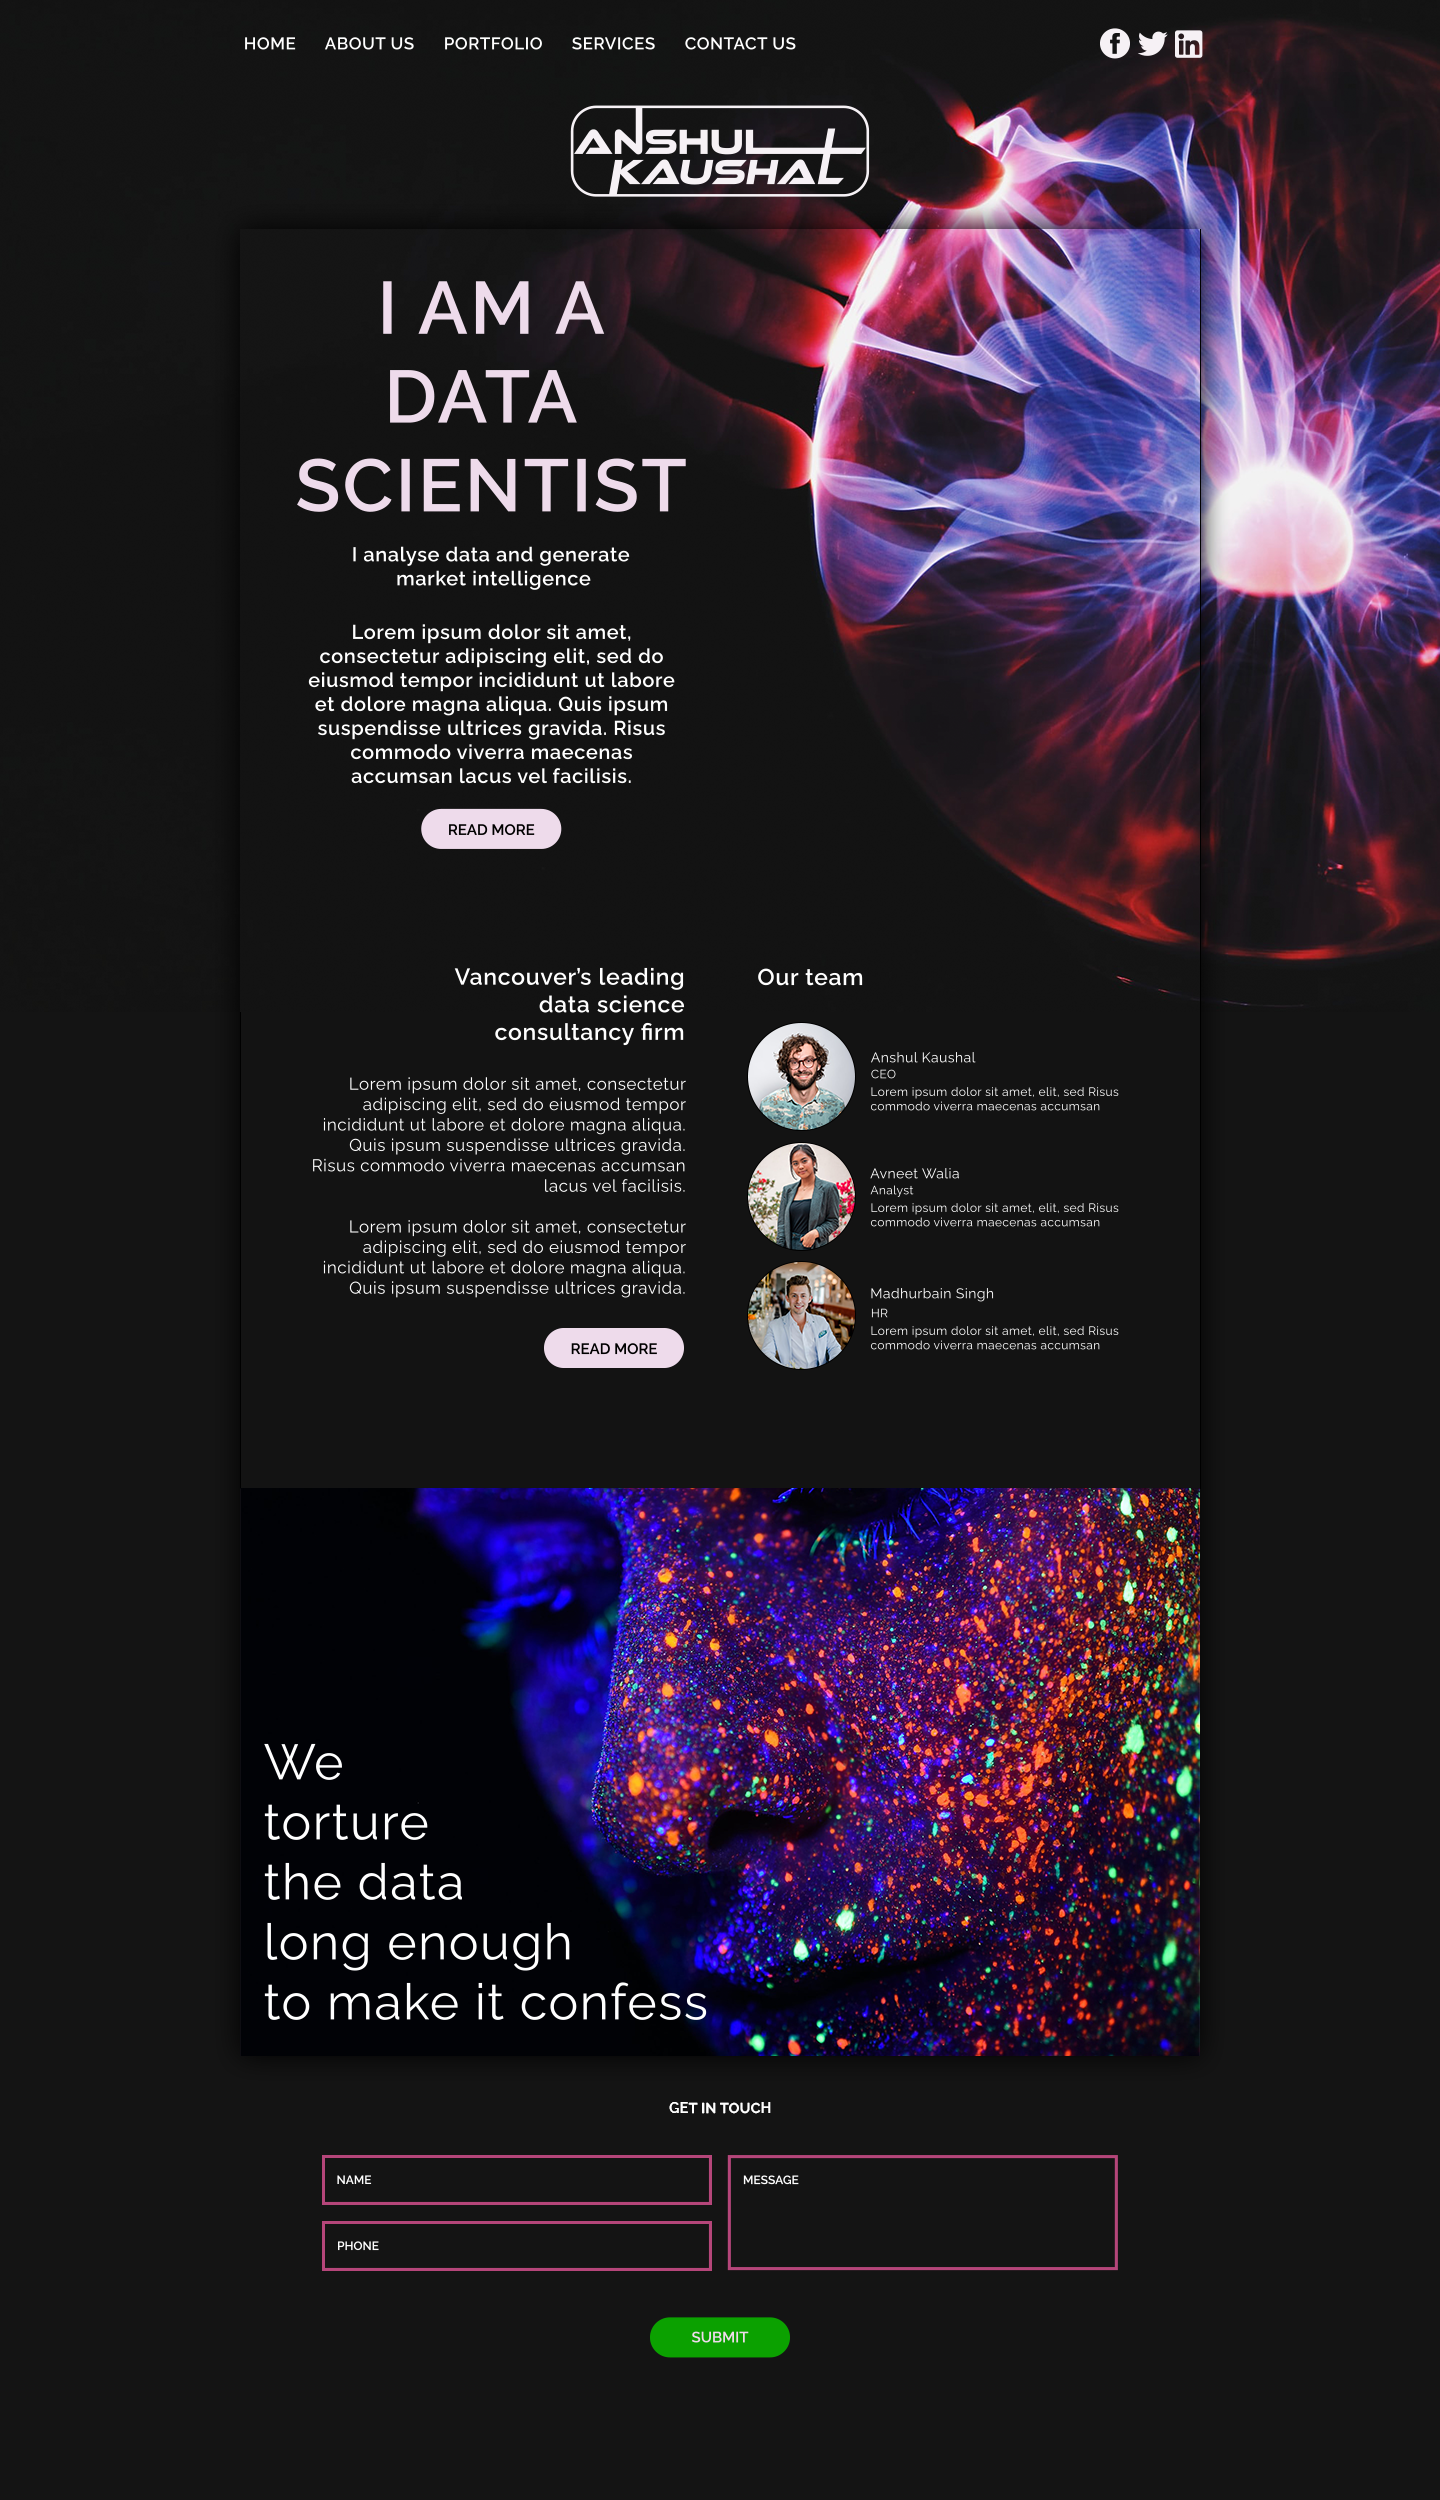 HOME ABOUT US PORTFOLIO SERVICES CONTACT US
ANSHUL
KAUSHAL
I AM A
DATA
SCIENTIST
I analyse data and generate
market intelligence
Lorem ipsum dolor sit amet,
consectetur adipiscing elit, sed do
eiusmod tempor incididunt ut labore
et dolore magna aliqua. Quis ipsum
suspendisse ultrices gravida. Risus
commodo viverra maecenas
accumsan lacus vel facilisis.
READ MORE
Vancouver’s leading
data science
consultancy firm
Lorem ipsum dolor sit amet, consectetur
adipiscing elit, sed do eiusmod tempor
incididunt ut labore et dolore magna aliqua.
Quis ipsum suspendisse ultrices gravida.
Risus commodo viverra maecenas accumsan
lacus vel facilisis.
Lorem ipsum dolor sit amet, consectetur
adipiscing elit, sed do eiusmod tempor
incididunt ut labore et dolore magna aliqua.
Quis ipsum suspendisse ultrices gravida.
READ MORE
Our team
Anshul Kaushal
CEO
Lorem ipsum dolor sit amet, elit, sed Risus
commodo viverra maecenas accumsan
Avneet Walia
Analyst
Lorem ipsum dolor sit amet, elit, sed Risus
commodo viverra maecenas accumsan
Madhurbain Singh
HR
Lorem ipsum dolor sit amet, elit, sed Risus
commodo viverra maecenas accumsan
We
torture
the data
long enough
to make it confess
GET IN TOUCH
NAME
PHONE
MESSAGE
SUBMIT